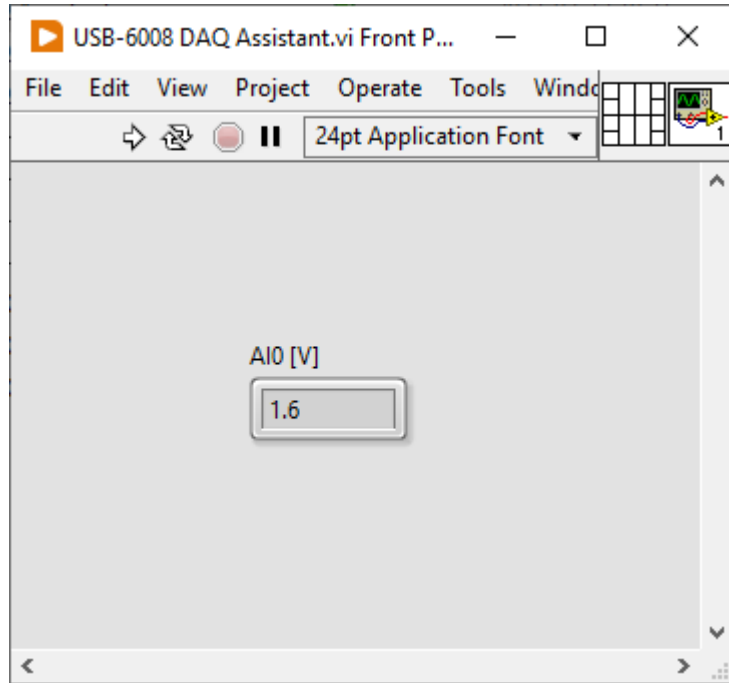 USB-6008 DAQ Assistant.vi Front P...
File Edit View Project Operate Tools Windo
24pt Application Font
1
AI0 [V]
1.6